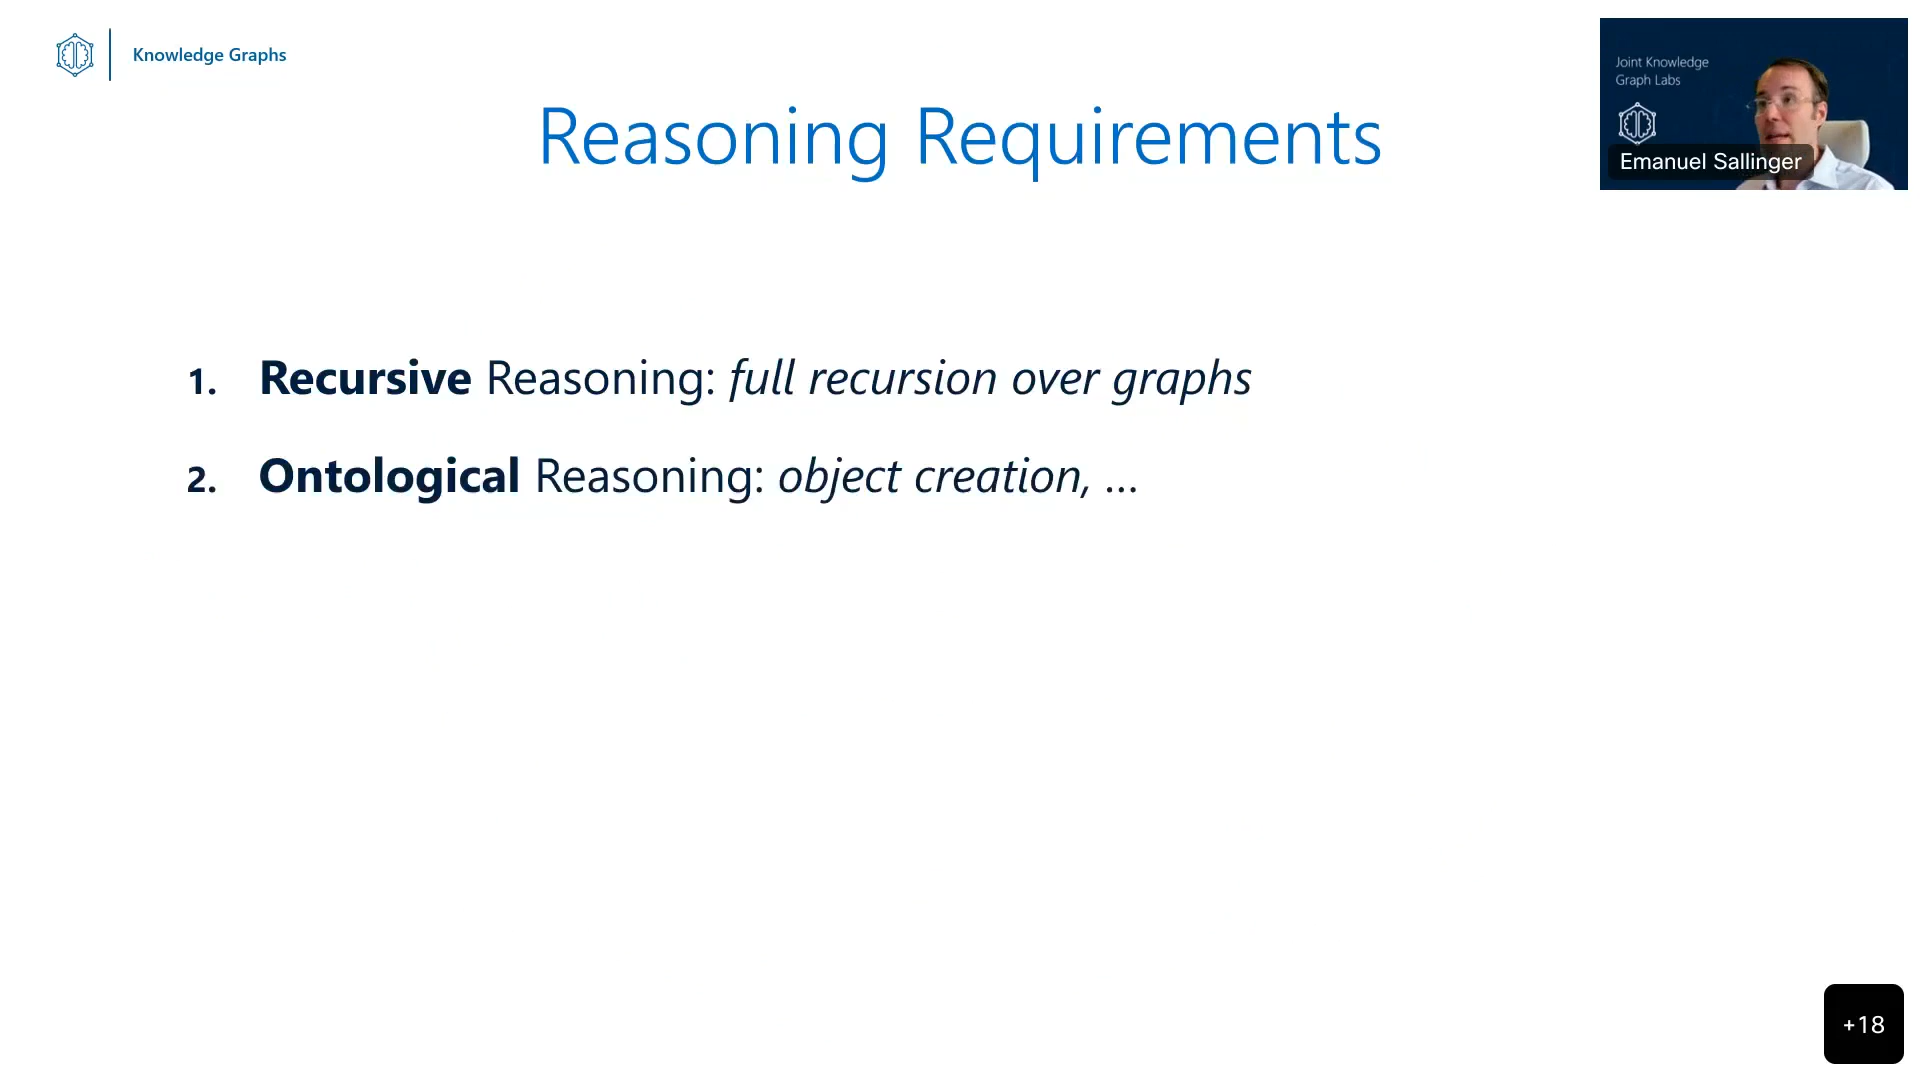 Knowledge Graphs
Joint Knowledge
Graph Labs
Emanuel Sallinger
Reasoning Requirements
1. Recursive Reasoning: full recursion over graphs
2. Ontological Reasoning: object creation, ...
+18